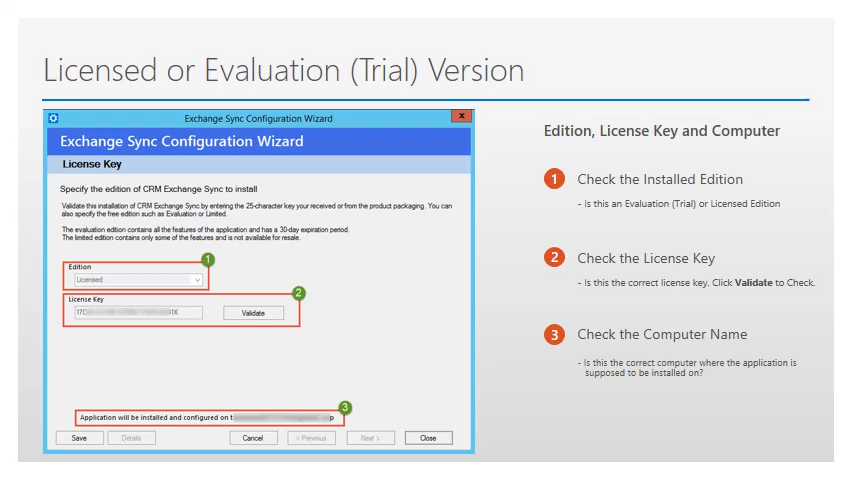 Licensed or Evaluation (Trial) Version
Exchange Sync Configuration Wizard
x
Exchange Sync Configuration Wizard
License Key
Specify the edition of CRM Exchange Sync to install
Validate this installation of CRM Exchange Sync by entering the 25-character key your received or from the product packaging. You can
also specify the free edition such as Evaluation or Limited.
The evaluation edition contains all the features of the application and has a 30-day expiration period.
The limited edition contains only some of the features and is not available for resale.
1
Edition
Licensed
2
License Key
Validate
3
Application will be installed and configured on
Save
Details
Cancel
< Previous
Next >
Close
Edition, License Key and Computer
1 Check the Installed Edition
- Is this an Evaluation (Trial) or Licensed Edition
2 Check the License Key
- Is this the correct license key. Click Validate to Check.
3 Check the Computer Name
- Is this the correct computer where the application is
supposed to be installed on?